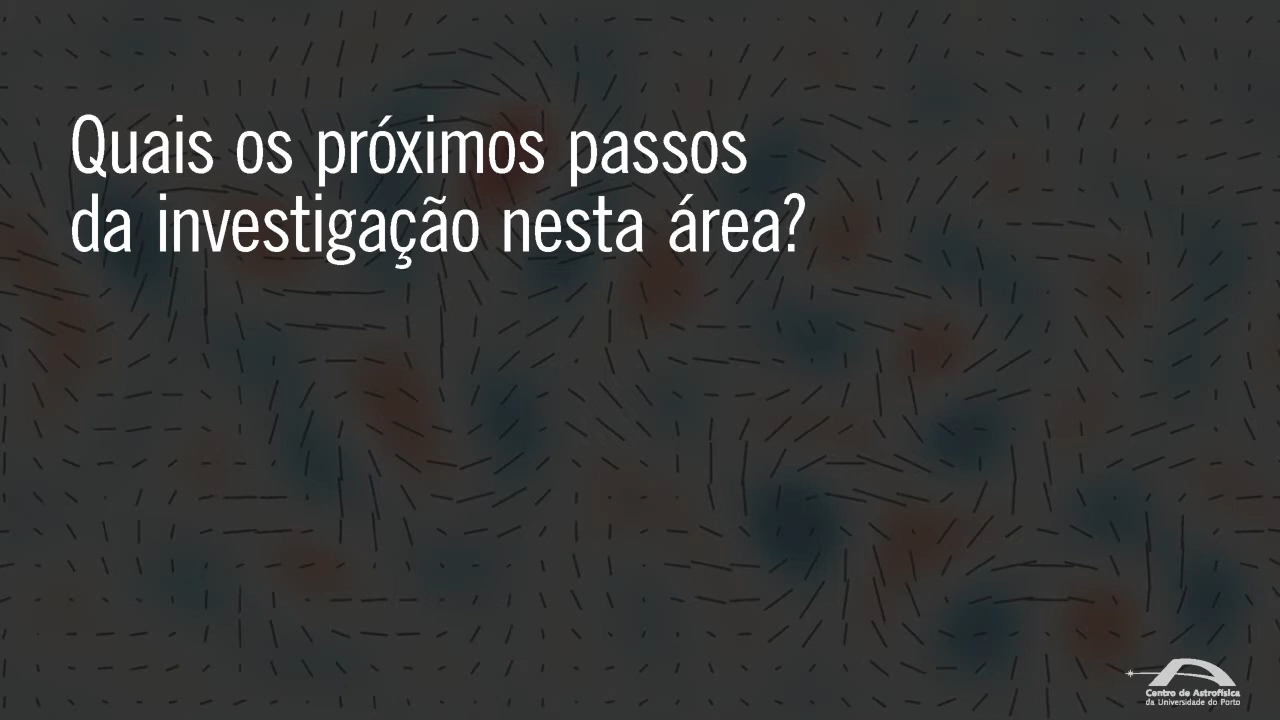 Quais os próximos passos
da investigação nesta área?
Centro de Astrofísica
da Universidade do Porto